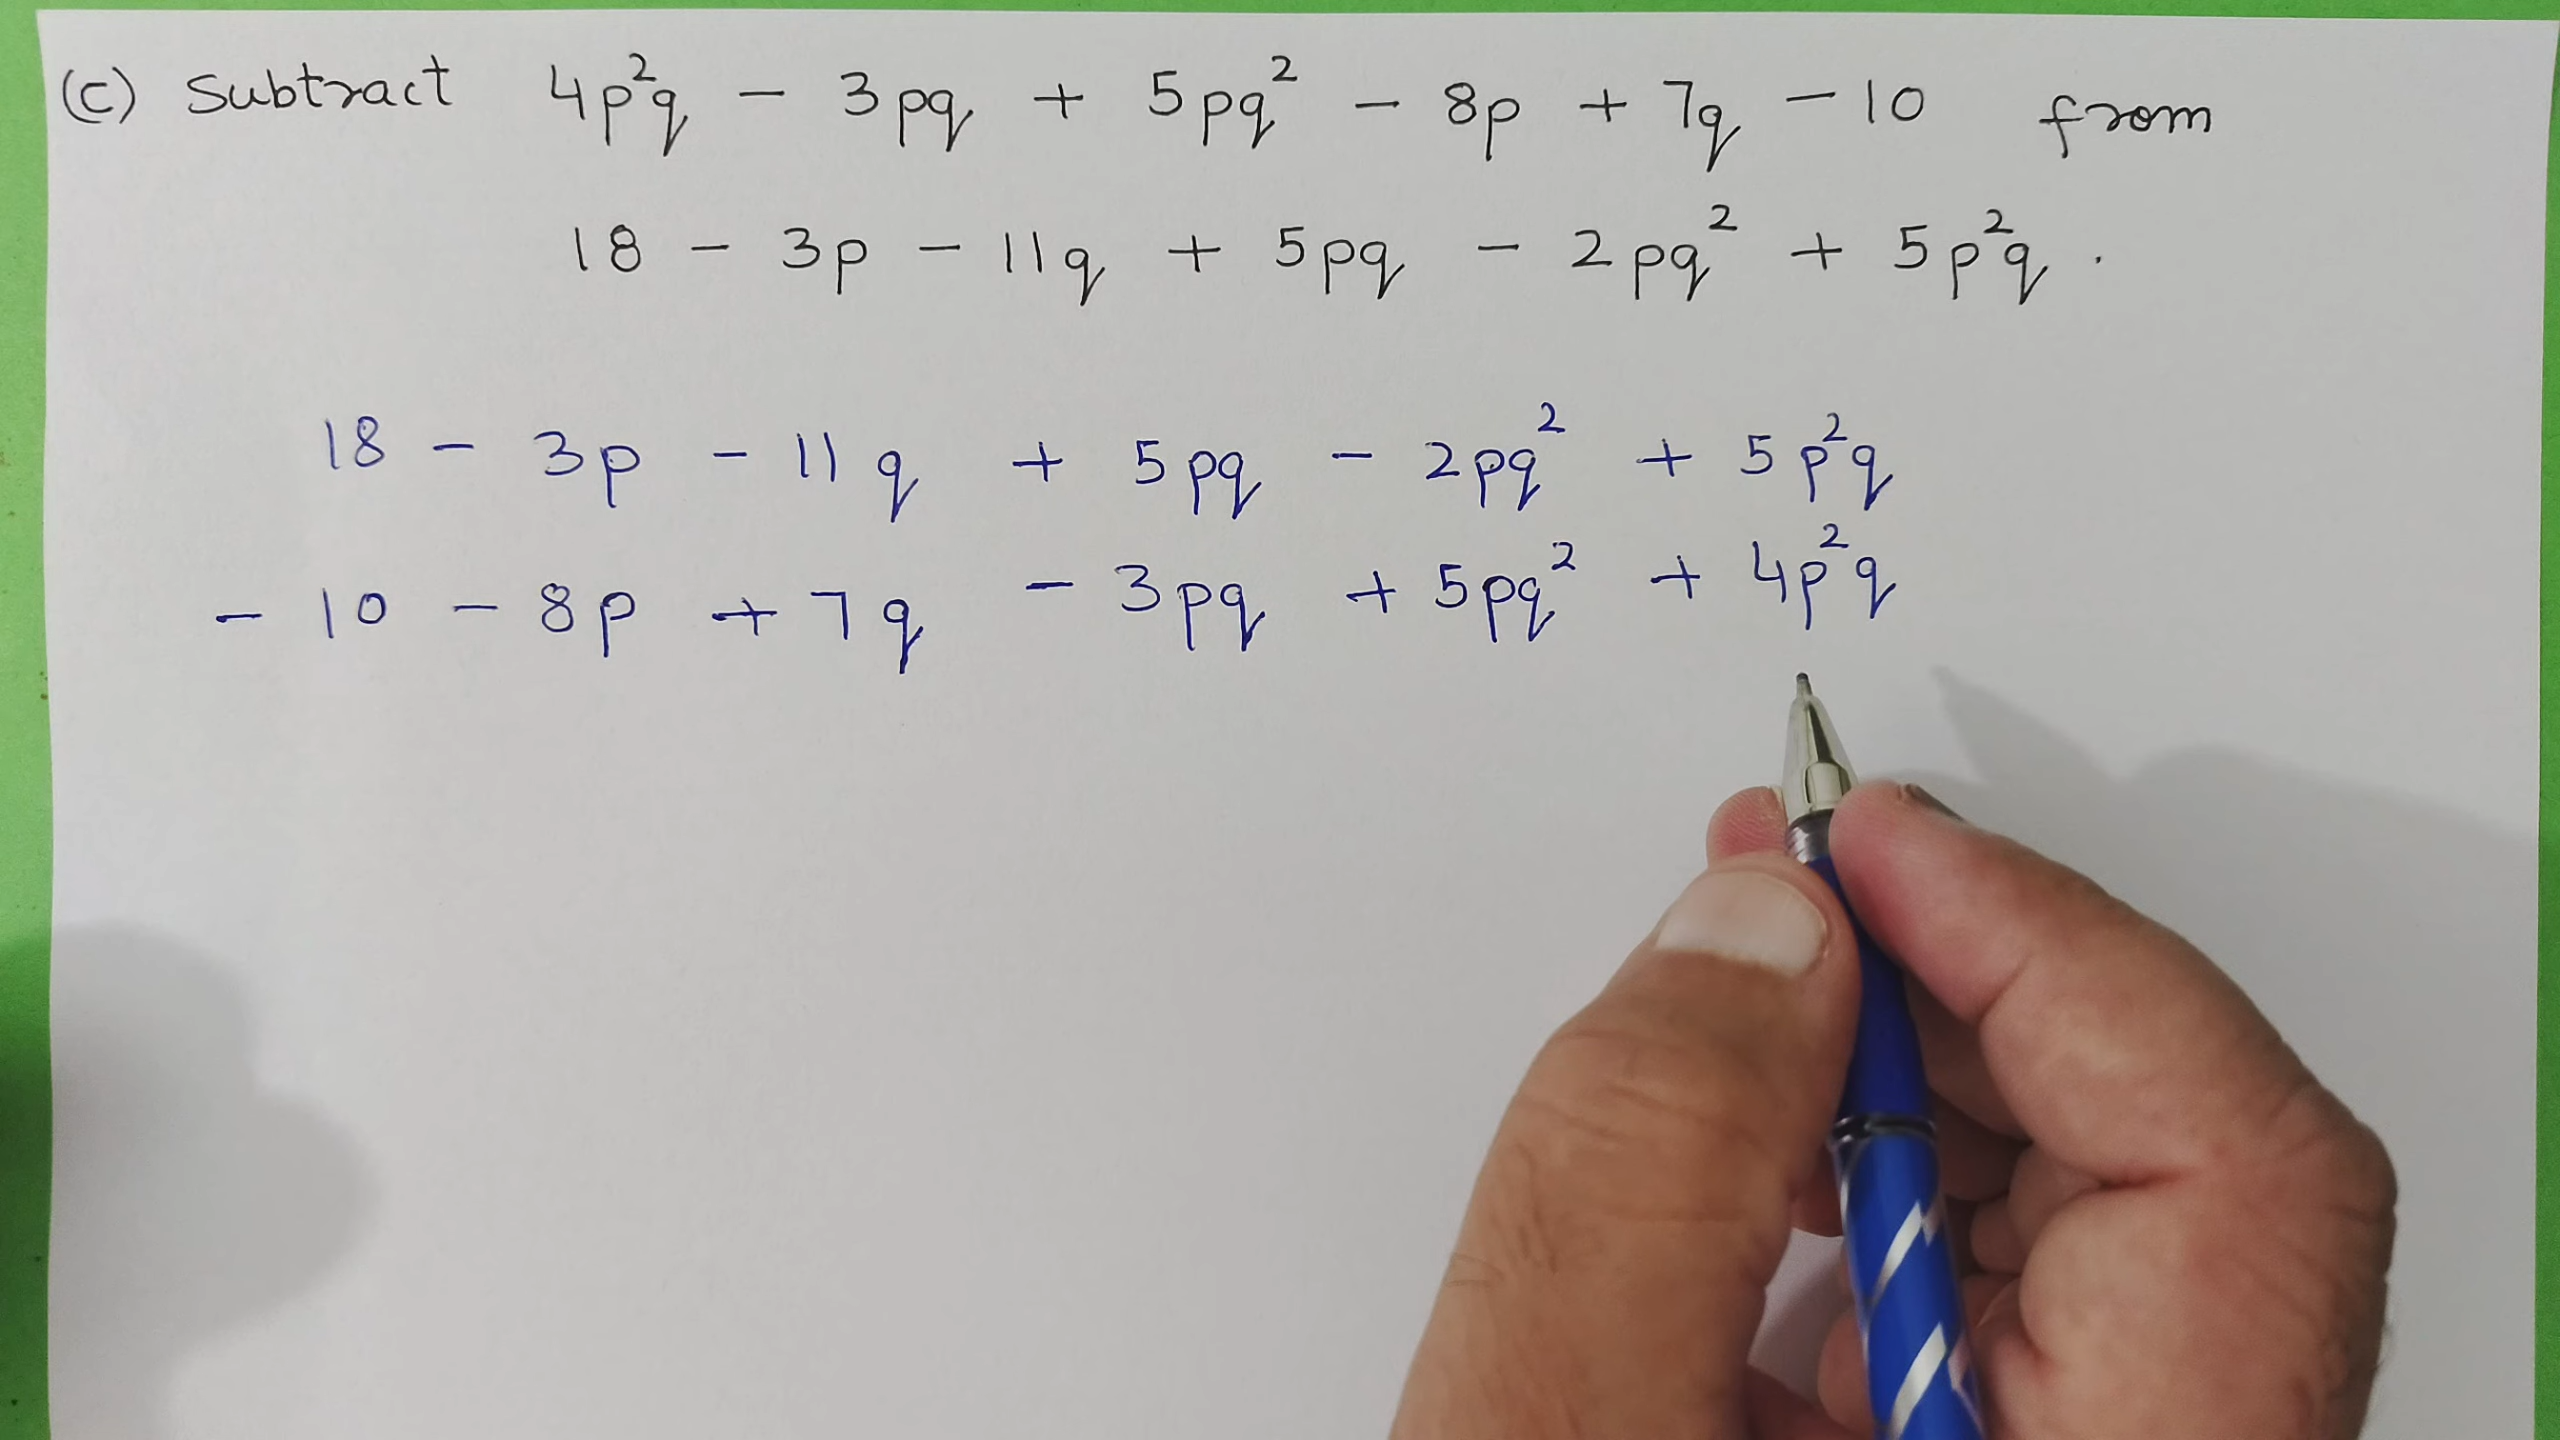 (c) Subtract 4p²q - 3pq + 5pq² - 8p + 7q - 10 from
18 - 3p - 11q + 5pq - 2pq² + 5p²q .
18 - 3p - 11q + 5pq - 2pq² + 5p²q
- 10 - 8p + 7q - 3pq + 5pq² + 4p²q